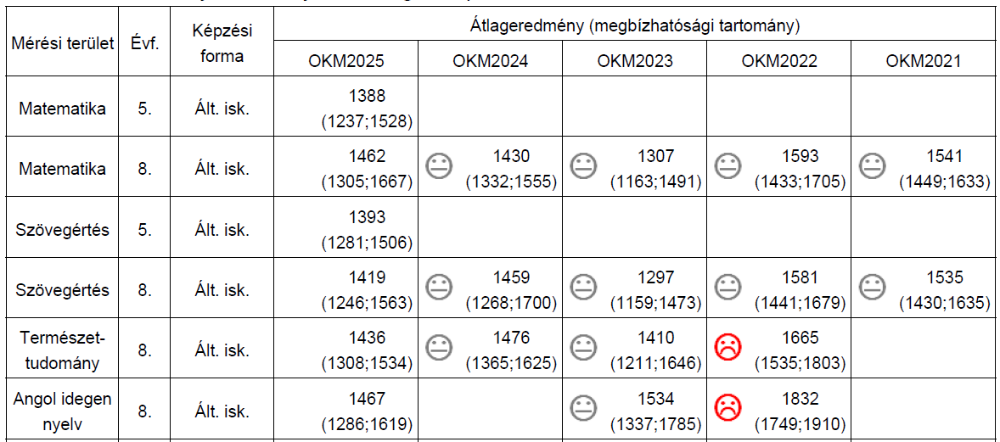 Mérési terület Évf. Képzési forma Átlageredmény (megbízhatósági tartomány)
OKM2025 OKM2024 OKM2023 OKM2022 OKM2021
Matematika 5. Ált. isk. 1388
(1237;1528)
Matematika 8. Ált. isk. 1462 1430 1307 1593 1541
(1305;1667) (1332;1555) (1163;1491) (1433;1705) (1449;1633)
Szövegértés 5. Ált. isk. 1393
(1281;1506)
Szövegértés 8. Ált. isk. 1419 1459 1297 1581 1535
(1246;1563) (1268;1700) (1159;1473) (1441;1679) (1430;1635)
Természet-
tudomány 8. Ált. isk. 1436 1476 1410 1665
(1308;1534) (1365;1625) (1211;1646) (1535;1803)
Angol idegen
nyelv 8. Ált. isk. 1467 1534 1832
(1286;1619) (1337;1785) (1749;1910)